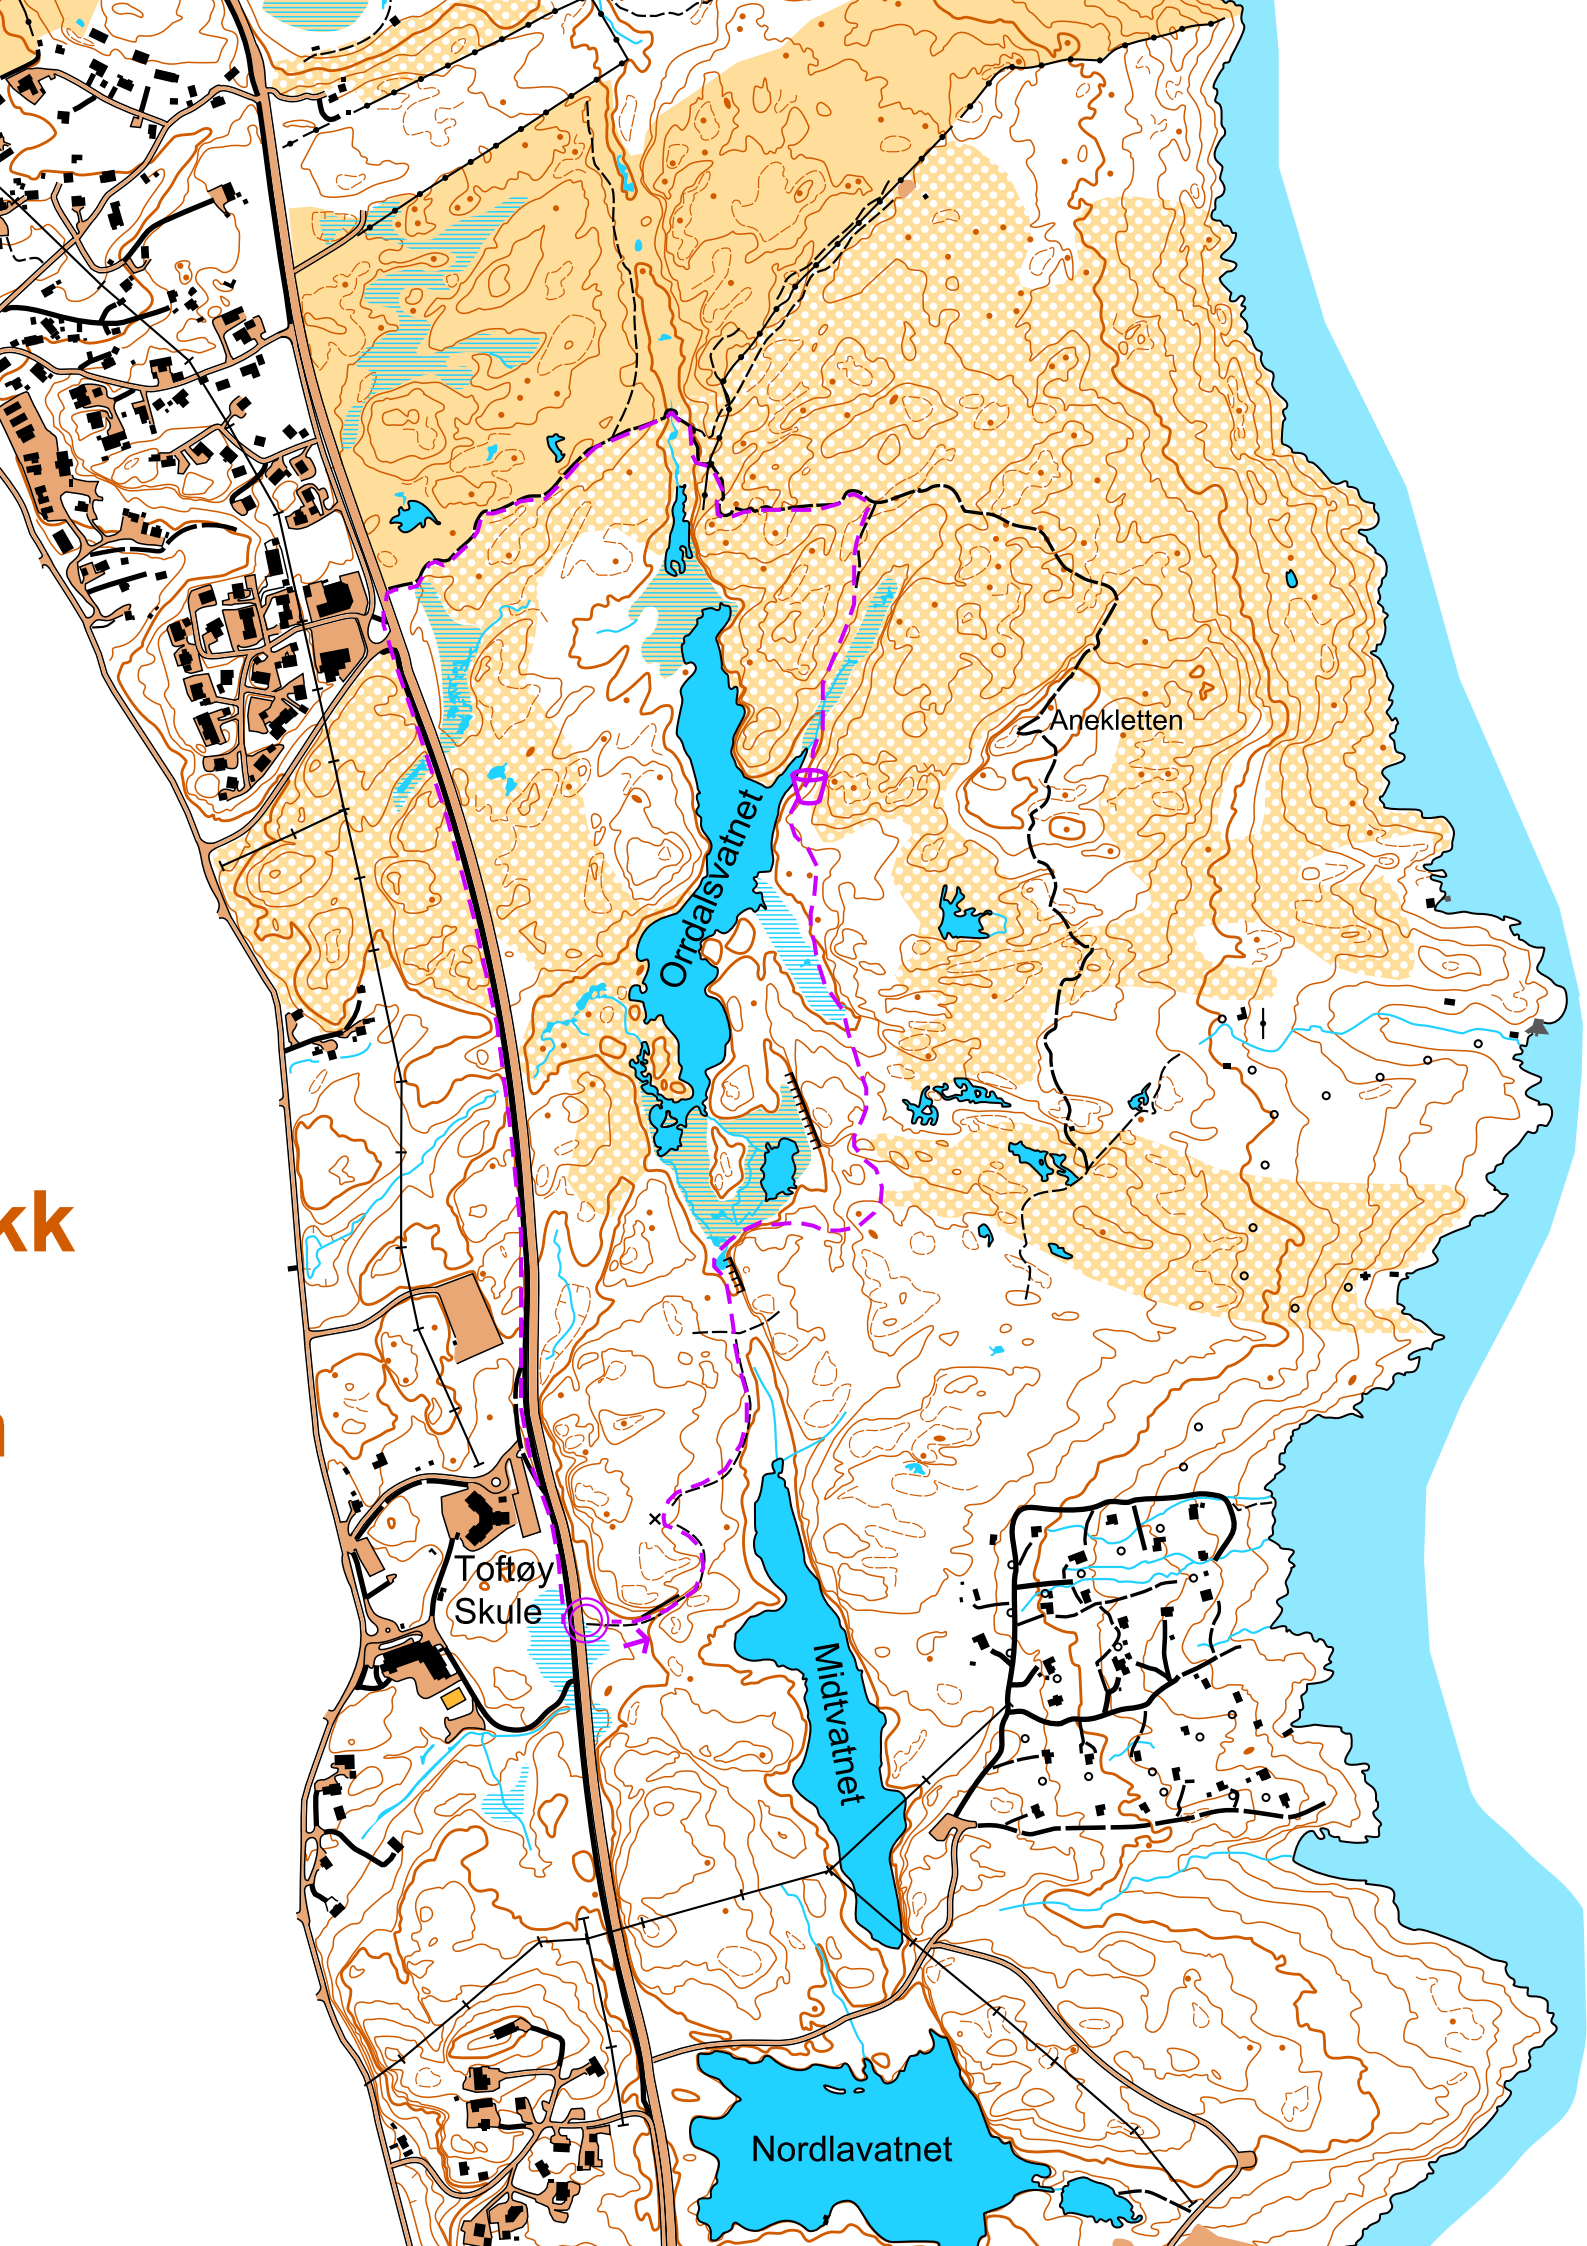 Anekletten
Orrdalsvatnet
kk
n
Toftøy
Skule
Midtvatnet
Nordlavatnet